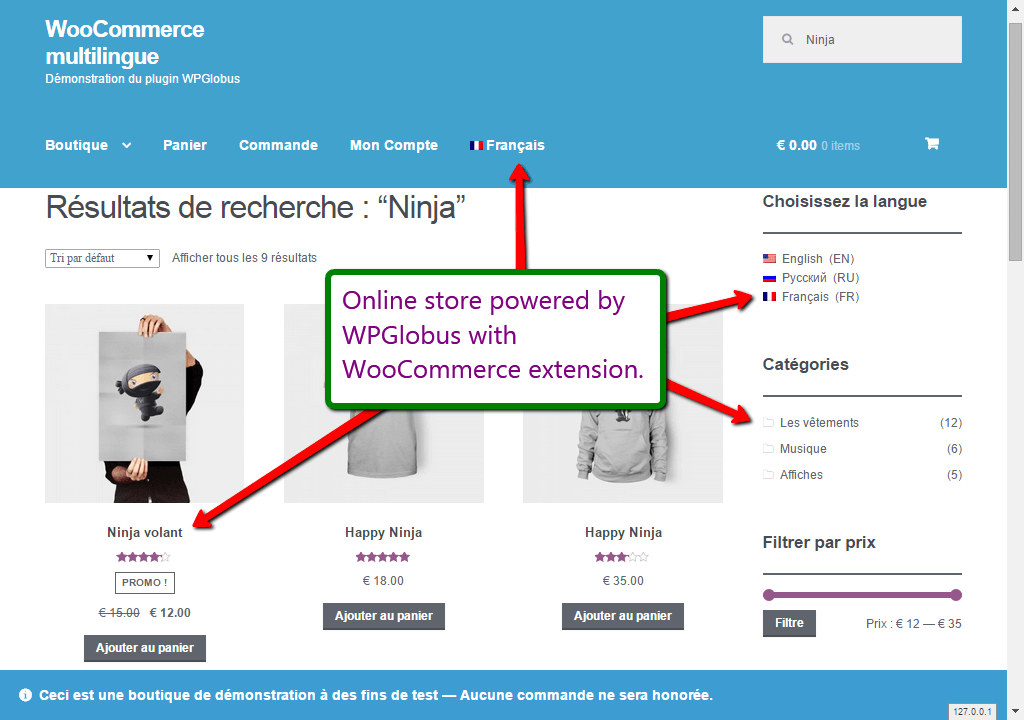 WooCommerce
multilingue
Démonstration du plugin WPGlobus
Ninja
Boutique
Panier
Commande
Mon Compte
Français
€ 0.00 0 items
Résultats de recherche : “Ninja”
Tri par défaut
Afficher tous les 9 résultats
Online store powered by
WPGlobus with
WooCommerce extension.
Ninja volant
PROMO !
€ 15.00 € 12.00
Ajouter au panier
Happy Ninja
€ 18.00
Ajouter au panier
Happy Ninja
€ 35.00
Ajouter au panier
Choisissez la langue
English (EN)
Русский (RU)
Français (FR)
Catégories
Les vêtements (12)
Musique (6)
Affiches (5)
Filtrer par prix
Filtre
Prix : € 12 — € 35
Ceci est une boutique de démonstration à des fins de test — Aucune commande ne sera honorée.
127.0.0.1